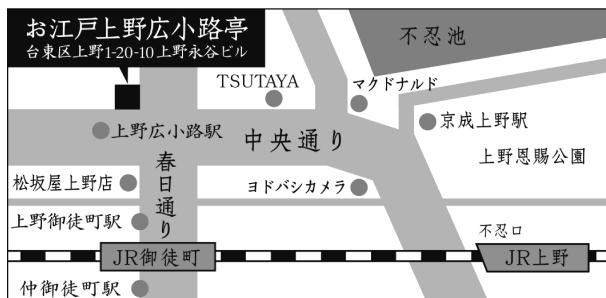 お江戸上野広小路亭
台東区上野1-20-10上野永谷ビル
不忍池
TSUTAYA
マクドナルド
上野広小路駅
中央通り
京成上野駅
上野恩賜公園
松坂屋上野店
春日通り
ヨドバシカメラ
上野御徒町駅
不忍口
JR御徒町
JR上野
仲御徒町駅